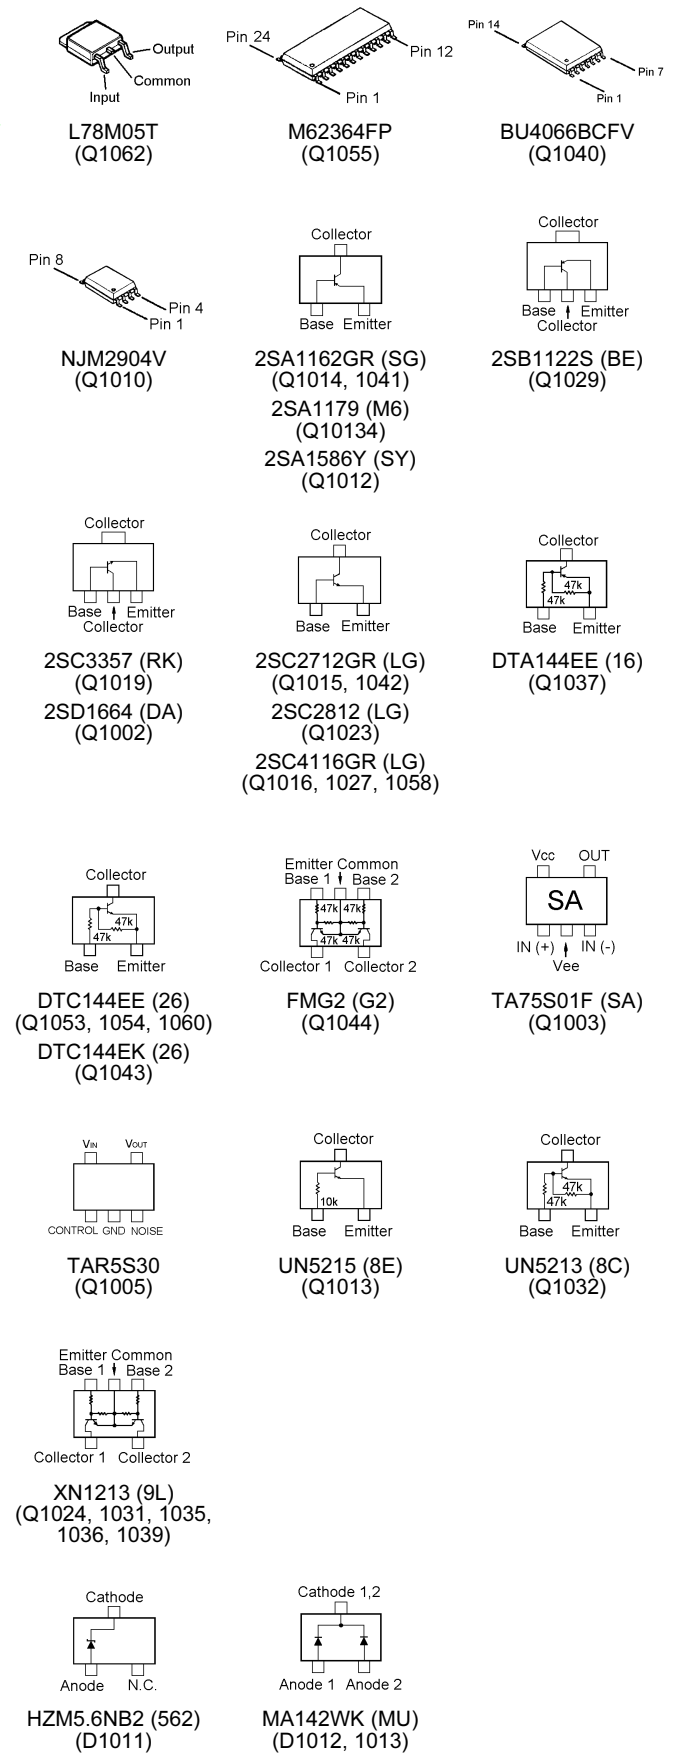 Output
Common
Input
L78M05T
(Q1062)
Pin 24
Pin 12
Pin 1
M62364FP
(Q1055)
Pin 14
Pin 7
Pin 1
BU4066BCFV
(Q1040)
Pin 8
Pin 4
Pin 1
NJM2904V
(Q1010)
Collector
Base Emitter
2SA1162GR (SG)
(Q1014, 1041)
2SA1179 (M6)
(Q10134)
2SA1586Y (SY)
(Q1012)
Collector
Base Emitter
Collector
2SB1122S (BE)
(Q1029)
Collector
Base Emitter
Collector
2SC3357 (RK)
(Q1019)
2SD1664 (DA)
(Q1002)
Collector
Base Emitter
2SC2712GR (LG)
(Q1015, 1042)
2SC2812 (LG)
(Q1023)
2SC4116GR (LG)
(Q1016, 1027, 1058)
Collector
47k
47k
Base Emitter
DTA144EE (16)
(Q1037)
Collector
47k
47k
Base Emitter
DTC144EE (26)
(Q1053, 1054, 1060)
DTC144EK (26)
(Q1043)
Emitter Common
Base 1 Base 2
47k 47k
47k 47k
Collector 1 Collector 2
FMG2 (G2)
(Q1044)
Vcc OUT
SA
IN (+) IN (-)
Vee
TA75S01F (SA)
(Q1003)
VIN VOUT
CONTROL GND NOISE
TAR5S30
(Q1005)
Collector
10k
Base Emitter
UN5215 (8E)
(Q1013)
Collector
47k
47k
Base Emitter
UN5213 (8C)
(Q1032)
Emitter Common
Base 1 Base 2
Collector 1 Collector 2
XN1213 (9L)
(Q1024, 1031, 1035,
1036, 1039)
Cathode
Anode N.C.
HZM5.6NB2 (562)
(D1011)
Cathode 1,2
Anode 1 Anode 2
MA142WK (MU)
(D1012, 1013)